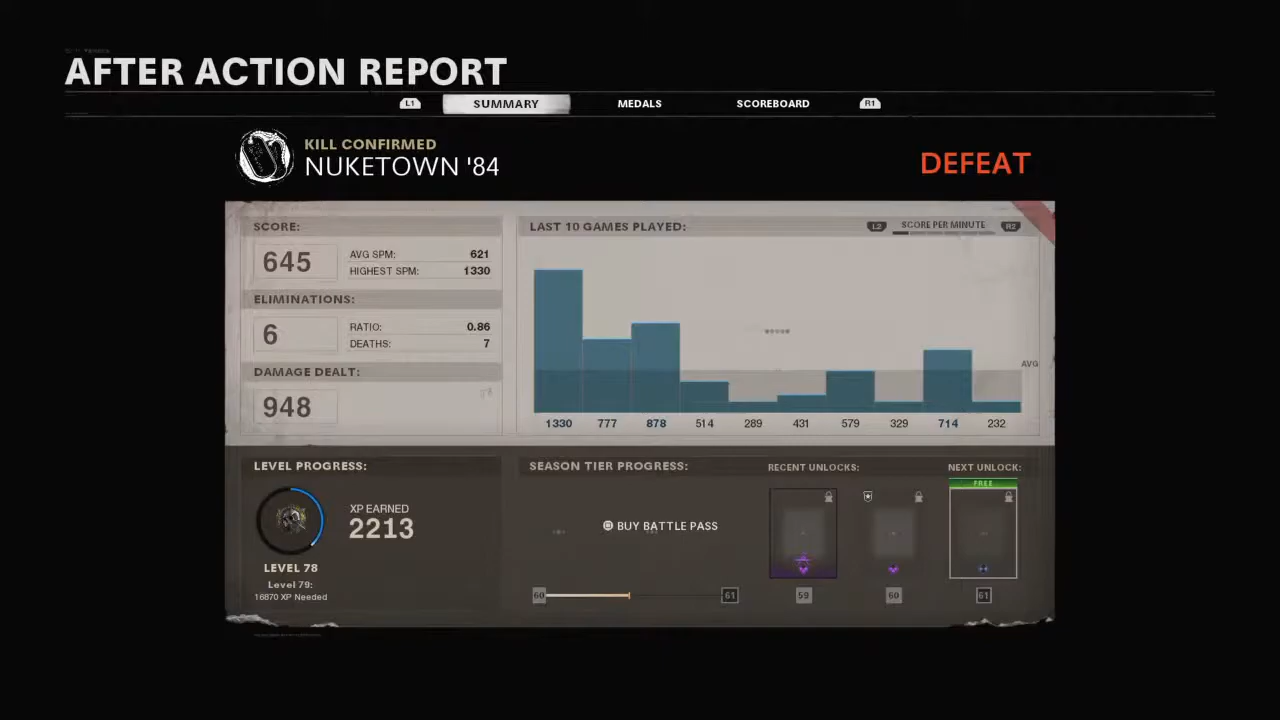 AFTER ACTION REPORT
L1 SUMMARY MEDALS SCOREBOARD R1
KILL CONFIRMED
NUKETOWN '84
DEFEAT
SCORE:
645
AVG SPM: 621
HIGHEST SPM: 1330
ELIMINATIONS:
6
RATIO: 0.86
DEATHS: 7
DAMAGE DEALT:
948
LAST 10 GAMES PLAYED:
L2 SCORE PER MINUTE R2
AVG
1330 777 878 514 289 431 579 329 714 232
LEVEL PROGRESS:
XP EARNED
2213
LEVEL 78
Level 79:
16870 XP Needed
SEASON TIER PROGRESS:
BUY BATTLE PASS
60 61
RECENT UNLOCKS:
59 60
NEXT UNLOCK:
FREE
61